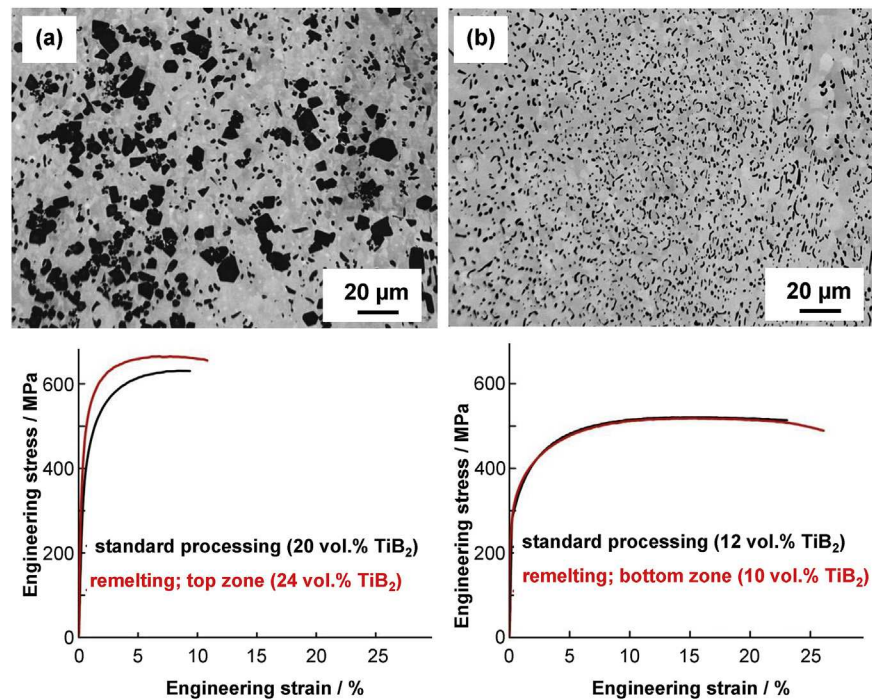 (a)
20 µm
(b)
20 µm
600
400
200
0
0
5
10
15
20
25
Engineering stress / MPa
Engineering strain / %
standard processing (20 vol.% TiB₂)
remelting; top zone (24 vol.% TiB₂)
600
400
200
0
0
5
10
15
20
25
Engineering stress / MPa
Engineering strain / %
standard processing (12 vol.% TiB₂)
remelting; bottom zone (10 vol.% TiB₂)